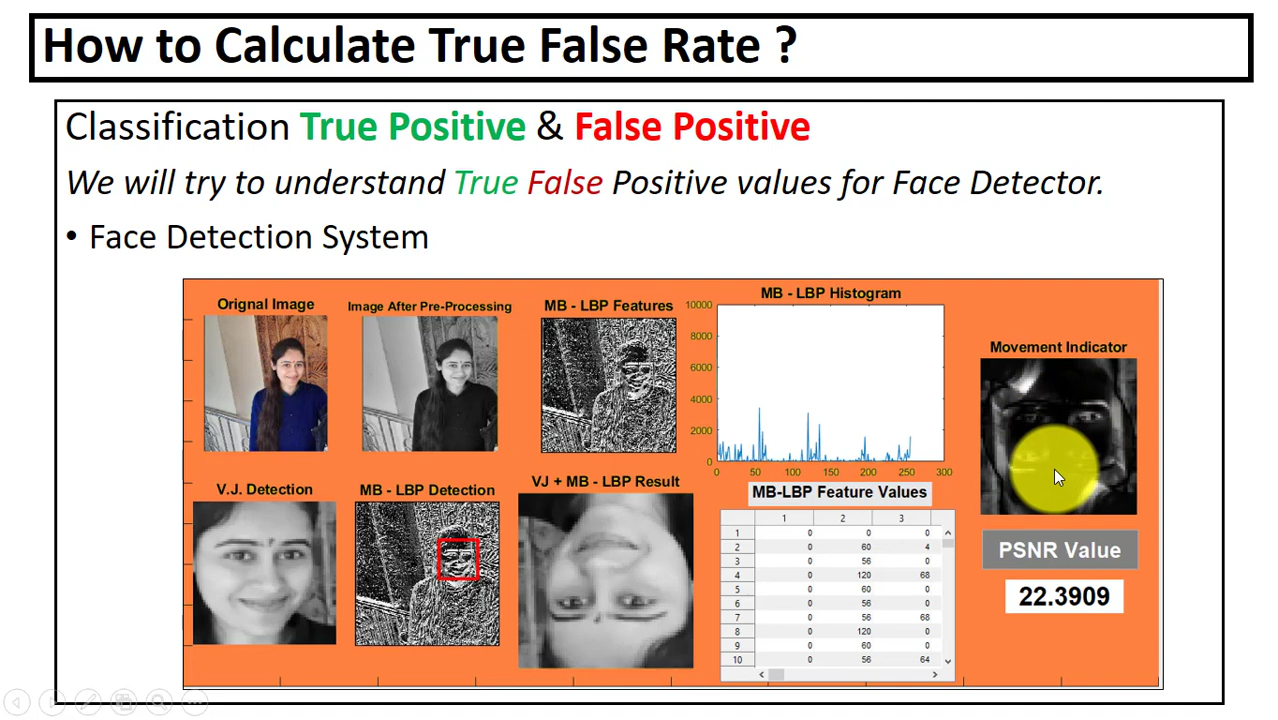 How to Calculate True False Rate ?
Classification True Positive & False Positive
We will try to understand True False Positive values for Face Detector.
• Face Detection System
Orignal Image
Image After Pre-Processing
MB - LBP Features
MB - LBP Histogram
10000
8000
6000
4000
2000
0
0 50 100 150 200 250 300
Movement Indicator
V.J. Detection
MB - LBP Detection
VJ + MB - LBP Result
MB-LBP Feature Values
1 2 3
1 0 0 0
2 0 60 4
3 0 56 0
4 0 120 68
5 0 60 0
6 0 56 0
7 0 56 68
8 0 120 0
9 0 60 0
10 0 56 64
PSNR Value
22.3909